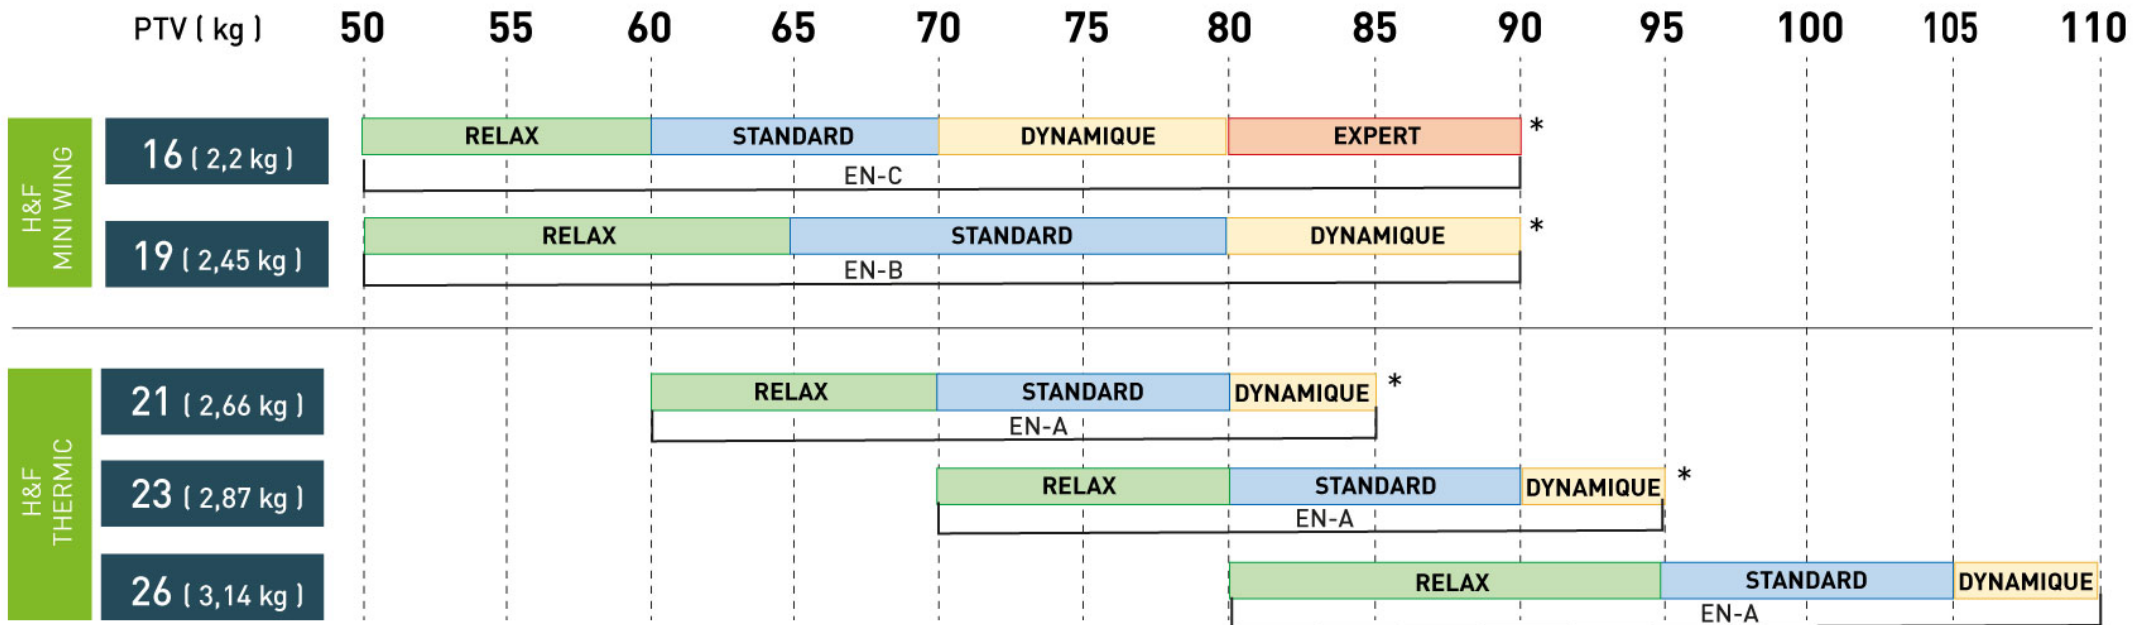 PTV ( kg ) 50 55 60 65 70 75 80 85 90 95 100 105 110
H&F
MINI WING
16 ( 2,2 kg ) RELAX STANDARD DYNAMIQUE EXPERT *
EN-C
19 ( 2,45 kg ) RELAX STANDARD DYNAMIQUE *
EN-B
H&F
THERMIC
21 ( 2,66 kg ) RELAX STANDARD DYNAMIQUE *
EN-A
23 ( 2,87 kg ) RELAX STANDARD DYNAMIQUE *
EN-A
26 ( 3,14 kg ) RELAX STANDARD DYNAMIQUE
EN-A